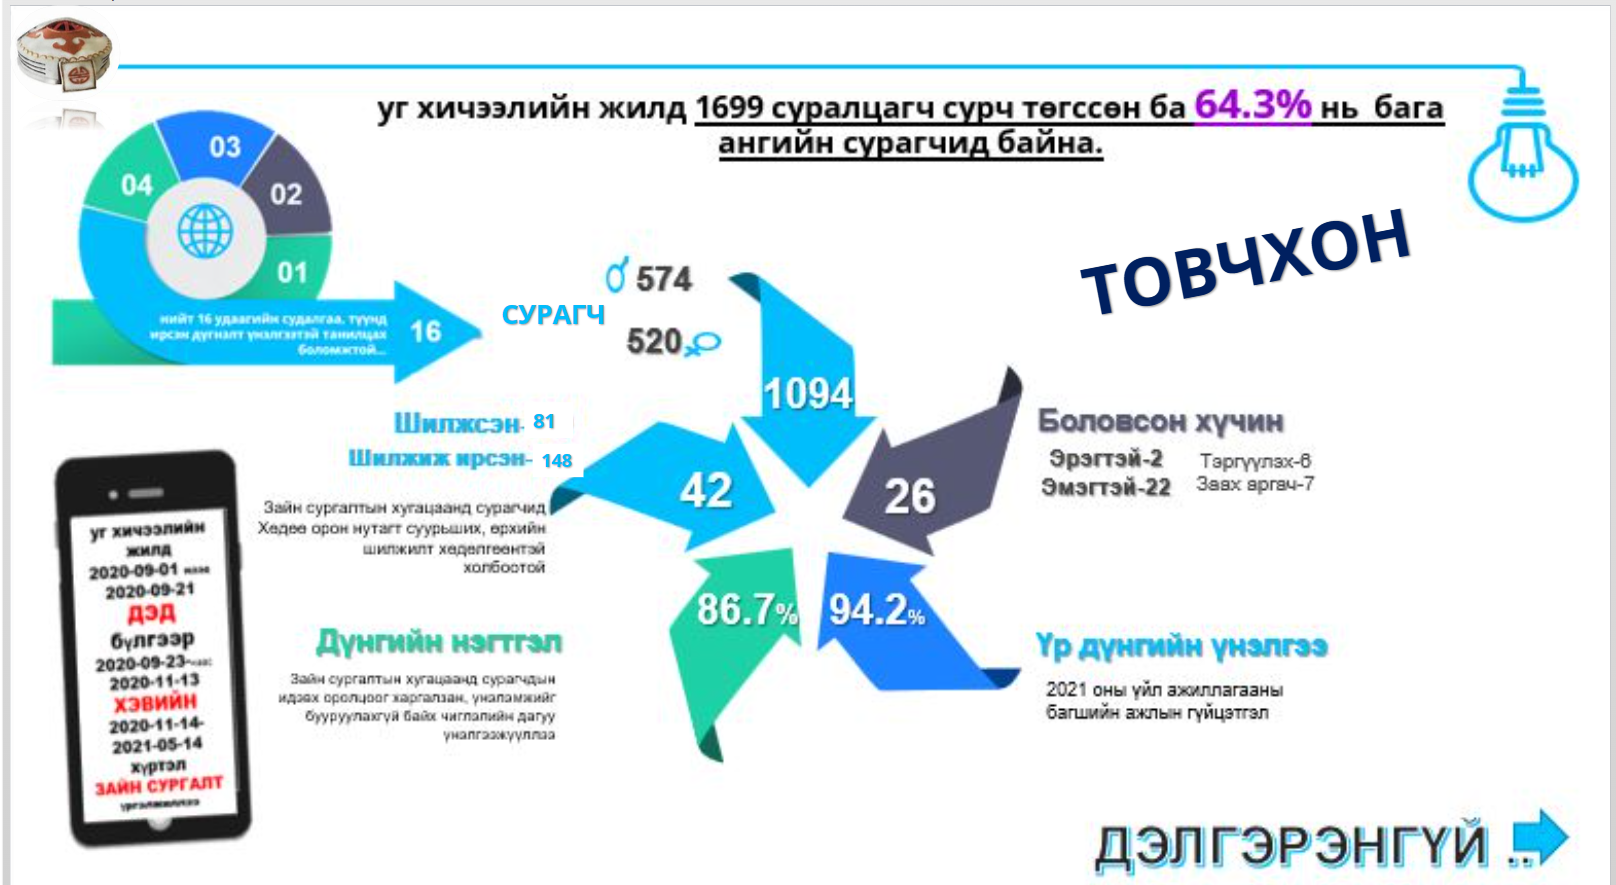 уг хичээлийн жилд 1699 суралцагч сурч төгссөн ба 64.3% нь бага
ангийн сурагчид байна.
04
03
02
01
нийт 16 удаагийн судалгаа, түүнд
ирсэн дүгнэлт үнэлгээтэй танилцах
боломжтой...
16
ТОВЧХОН
СУРАГЧ
574
520
1094
Шилжсэн- 81
Шилжиж ирсэн- 148
42
Зайн сургалтын хугацаанд сурагчид
Хөдөө орон нутагт суурьших, өрхийн
шилжилт хөдөлгөөнтэй
холбоотой
26
Боловсон хүчин
Эрэгтэй-2
Эмэгтэй-22
Тэргүүлэх-6
Заах аргач-7
86.7%
94.2%
Дүнгийн нэгтгэл
Зайн сургалтын хугацаанд сурагчдын
идэвх оролцоог харгалзан, үнэлэмжийг
бууруулахгүй байх чиглэлийн дагуу
үнэлгээжүүллээ
Үр дүнгийн үнэлгээ
2021 оны үйл ажиллагааны
багшийн ажлын гүйцэтгэл
уг хичээлийн
жилд
2020-09-01
2020-09-21
ДЭД
бүлгээр
2020-09-23
2020-11-13
ХЭВИЙН
2020-11-14-
2021-05-14
хүртэл
ЗАЙН СУРГАЛТ
үргэлжиллээ
ДЭЛГЭРЭНГҮЙ ..